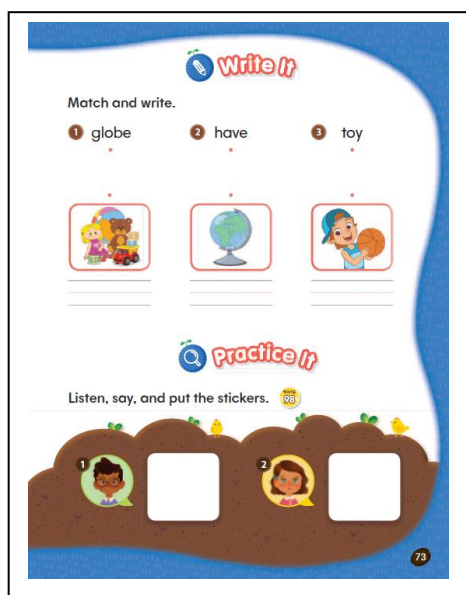 Write It
Match and write.
1 globe
2 have
3 toy
Practice It
Listen, say, and put the stickers.
98
1
2
73